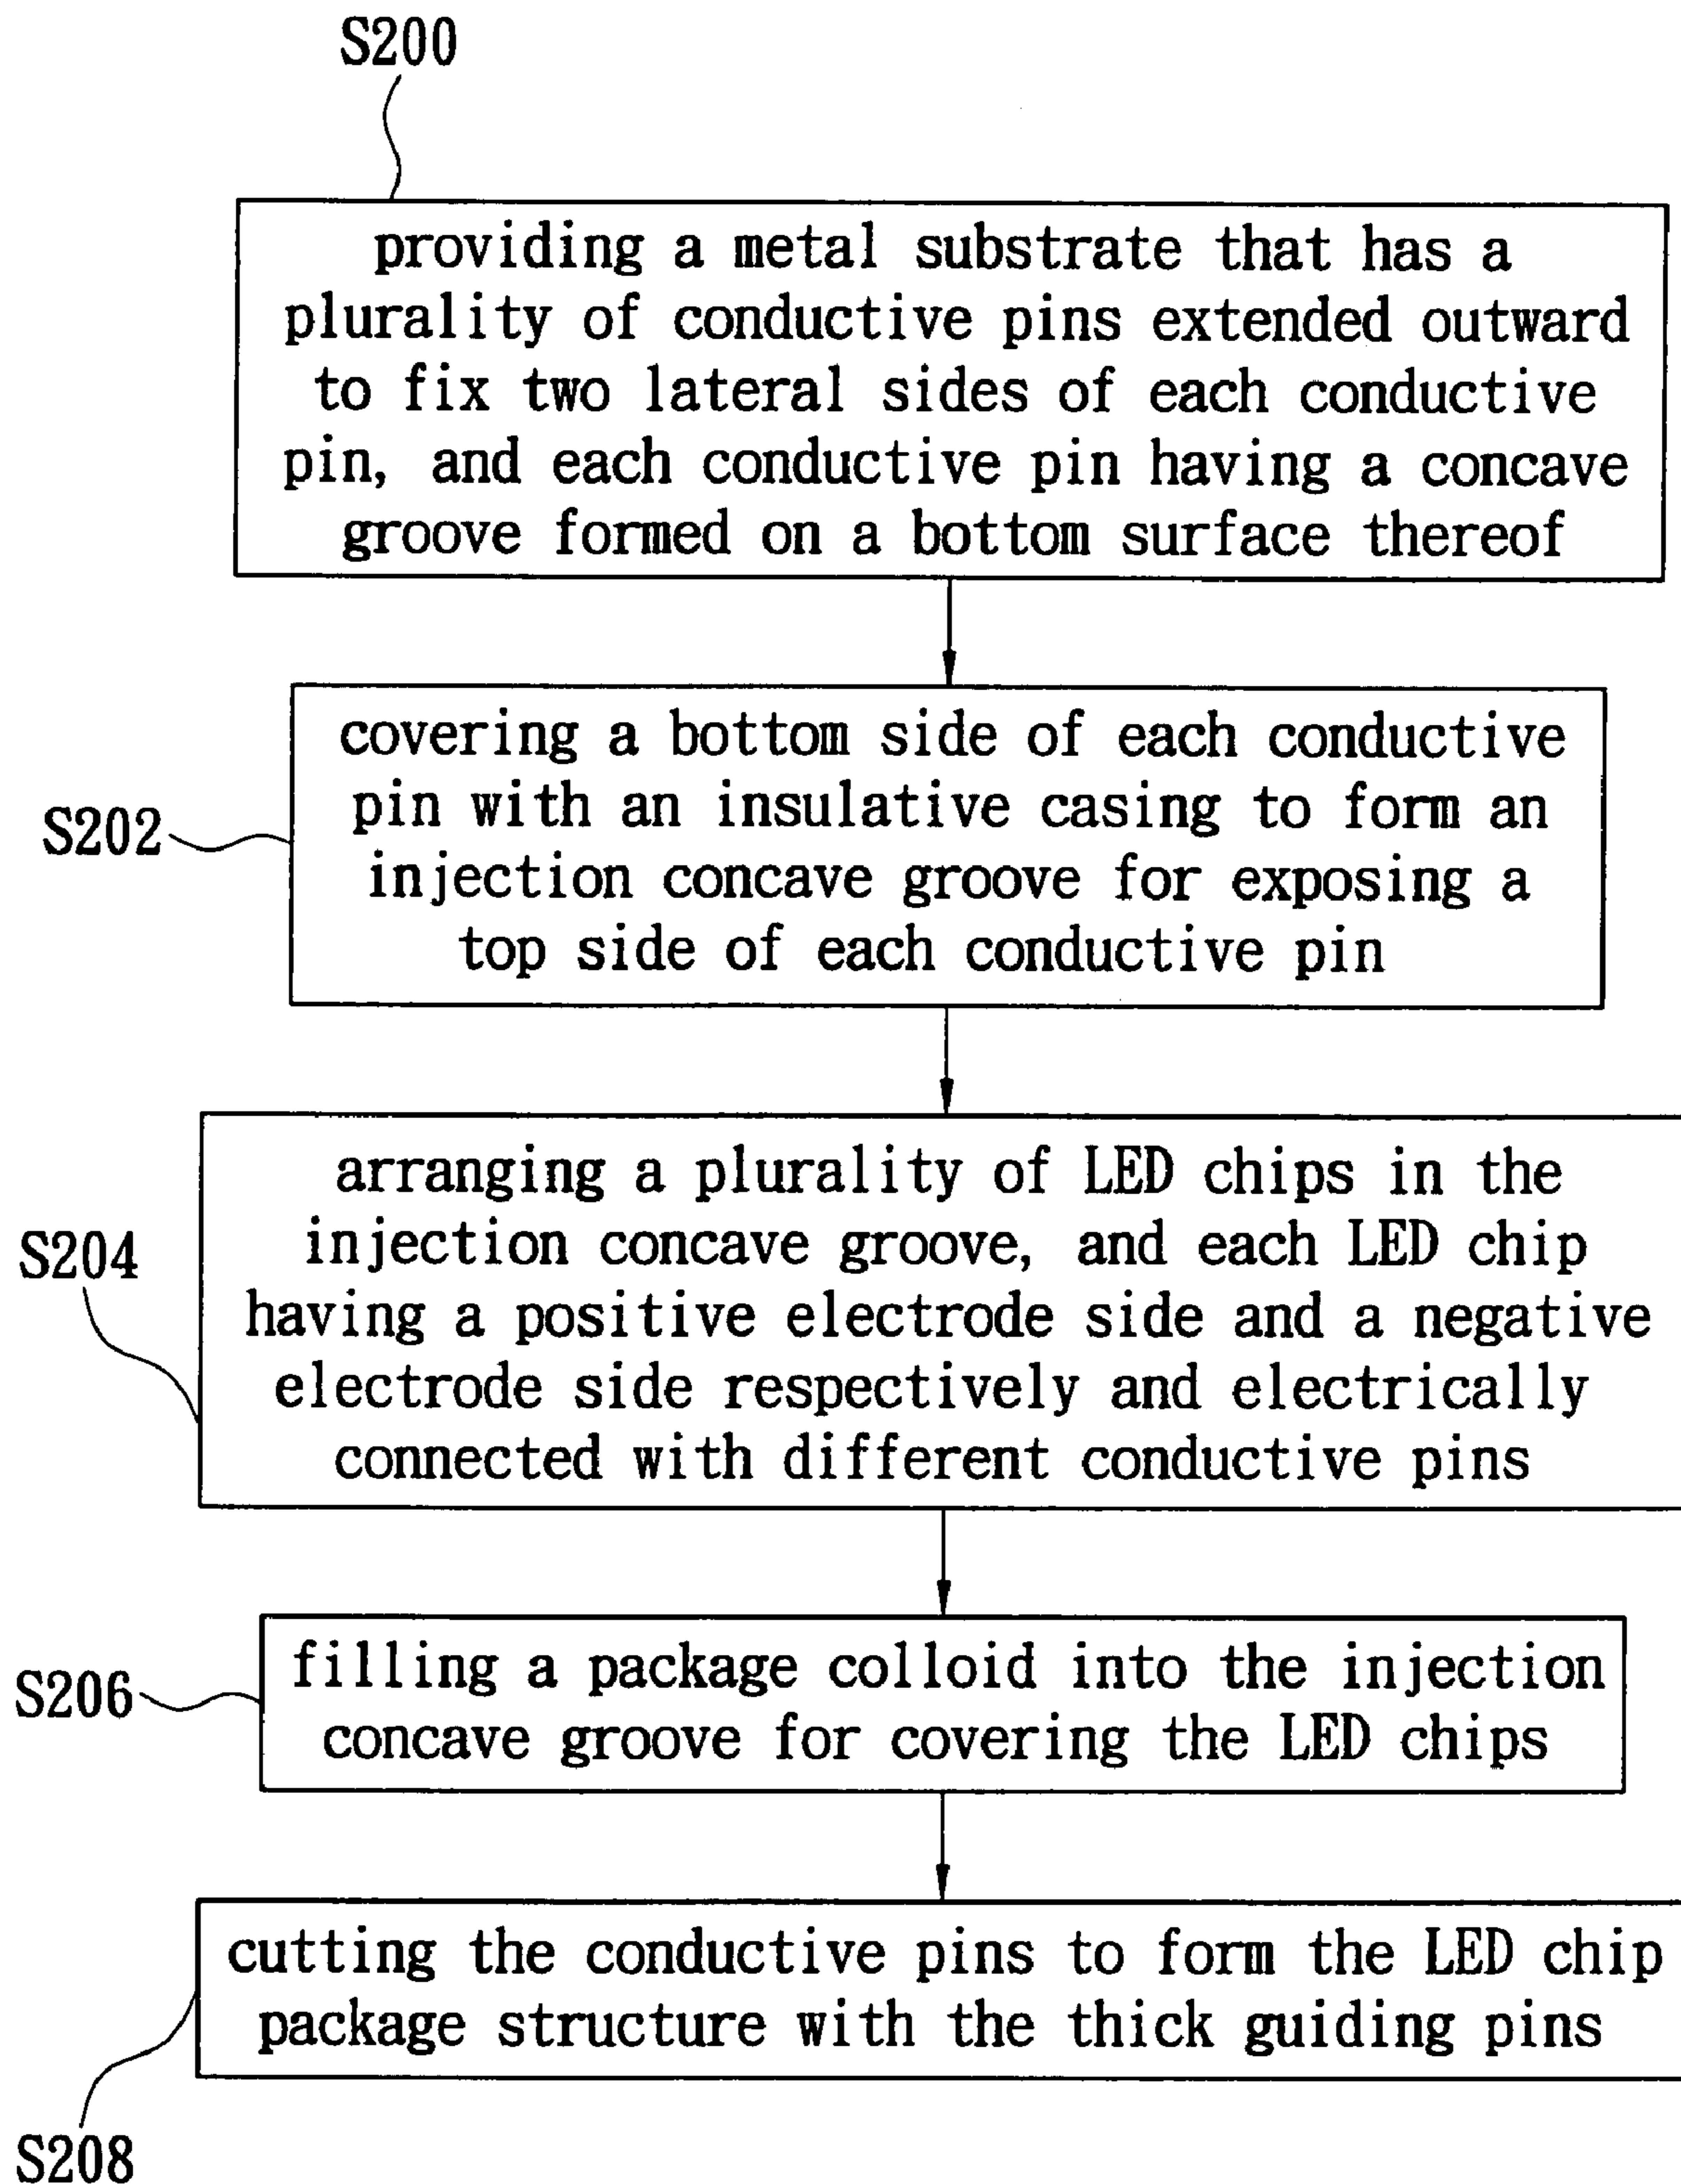 S200
providing a metal substrate that has a
plurality of conductive pins extended outward
to fix two lateral sides of each conductive
pin, and each conductive pin having a concave
groove formed on a bottom surface thereof
S202
covering a bottom side of each conductive
pin with an insulative casing to form an
injection concave groove for exposing a
top side of each conductive pin
S204
arranging a plurality of LED chips in the
injection concave groove, and each LED chip
having a positive electrode side and a negative
electrode side respectively and electrically
connected with different conductive pins
S206
filling a package colloid into the injection
concave groove for covering the LED chips
S208
cutting the conductive pins to form the LED chip
package structure with the thick guiding pins